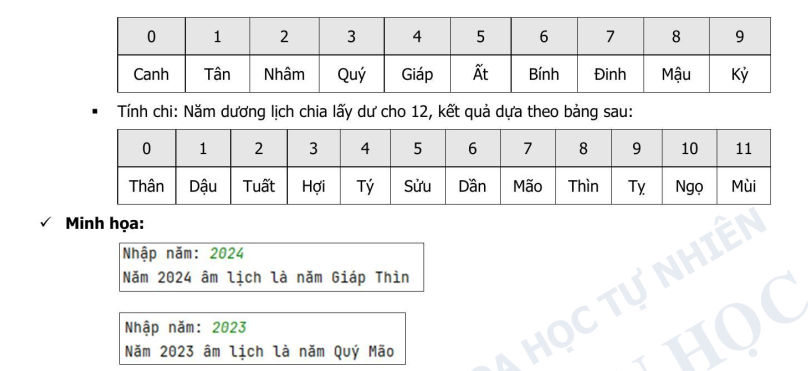 0 1 2 3 4 5 6 7 8 9
Canh Tân Nhâm Quý Giáp Ất Bính Đinh Mậu Kỷ
▪ Tính chi: Năm dương lịch chia lấy dư cho 12, kết quả dựa theo bảng sau:
0 1 2 3 4 5 6 7 8 9 10 11
Thân Dậu Tuất Hợi Tý Sửu Dần Mão Thìn Tỵ Ngọ Mùi
✓ Minh họa:
Nhập năm: 2024
Năm 2024 âm lịch là năm Giáp Thìn
Nhập năm: 2023
Năm 2023 âm lịch là năm Quý Mão
HỌC TỰ NHIÊN
HỌC